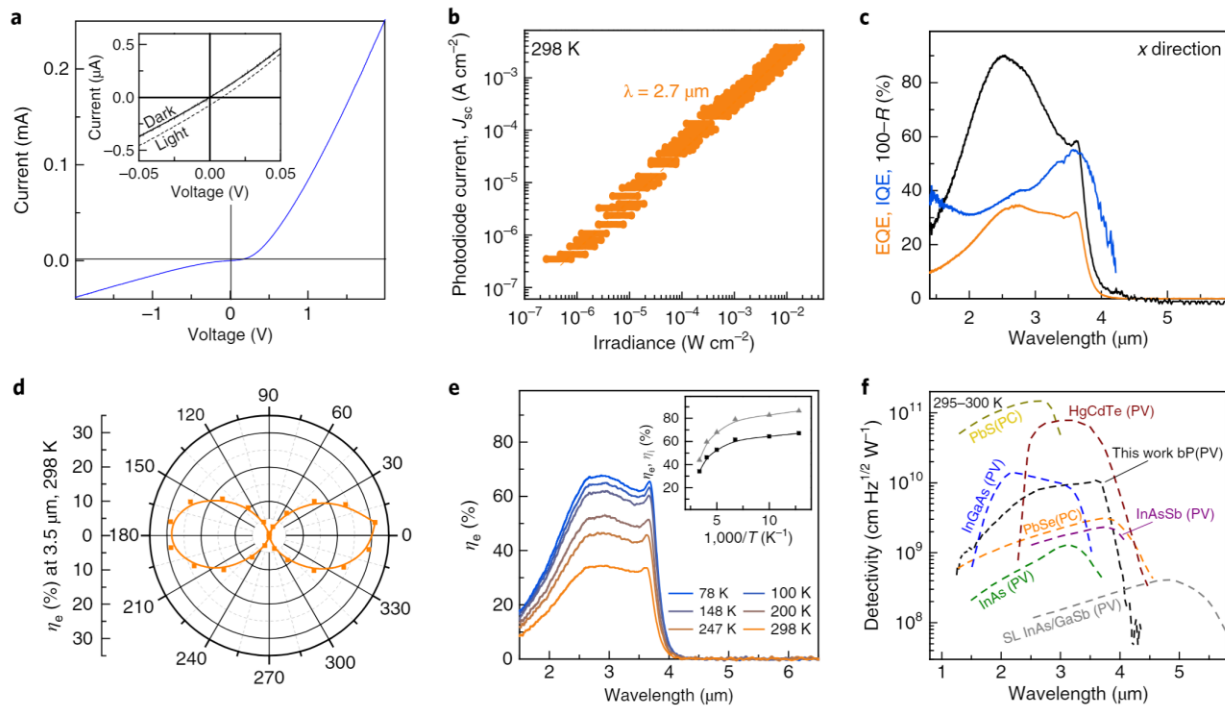 a
Current (mA)
0.2
0.1
0.0
−1
0
1
Voltage (V)
Current (µA)
0.5
0.0
−0.5
−0.05
0.00
0.05
Voltage (V)
Dark
Light
b
298 K
λ = 2.7 µm
Photodiode current, Jsc (A cm⁻²)
10⁻³
10⁻⁴
10⁻⁵
10⁻⁶
10⁻⁷
10⁻⁷
10⁻⁶
10⁻⁵
10⁻⁴
10⁻³
10⁻²
Irradiance (W cm⁻²)
c
x direction
EQE, IQE, 100–R (%)
80
60
40
20
0
2
3
4
5
Wavelength (µm)
d
ηe (%) at 3.5 µm, 298 K
30
20
10
0
10
20
30
90
60
30
0
330
300
270
240
210
180
150
120
e
ηe (%)
80
60
40
20
0
2
3
4
5
6
Wavelength (µm)
78 K
100 K
148 K
200 K
247 K
298 K
ηe, ηi (%)
80
60
40
20
0
5
10
1,000/T (K⁻¹)
f
295–300 K
Detectivity (cm Hz¹/² W⁻¹)
10¹¹
10¹⁰
10⁹
10⁸
1
2
3
4
5
Wavelength (µm)
PbS(PC)
HgCdTe (PV)
This work bP(PV)
InGaAs (PV)
InAsSb (PV)
PbSe(PC)
InAs (PV)
SL InAs/GaSb (PV)